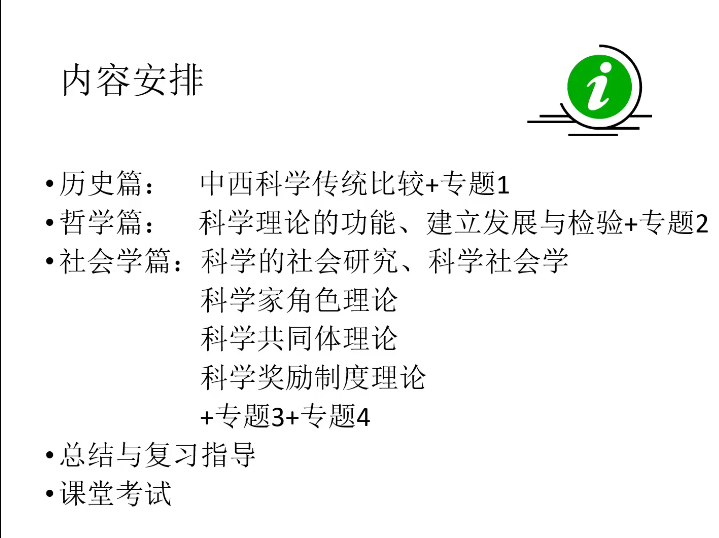 内容安排
i
•历史篇： 中西科学传统比较+专题1
•哲学篇： 科学理论的功能、建立发展与检验+专题2
•社会学篇：科学的社会研究、科学社会学
科学家角色理论
科学共同体理论
科学奖励制度理论
+专题3+专题4
•总结与复习指导
•课堂考试